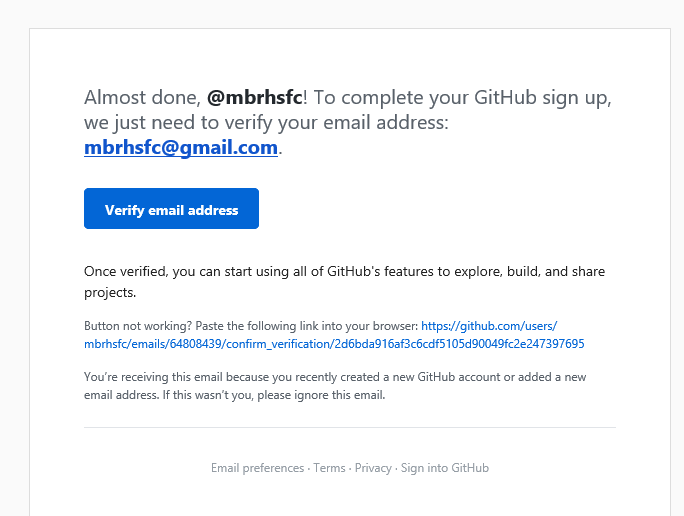 Almost done, @mbrhsfc! To complete your GitHub sign up,
we just need to verify your email address:
mbrhsfc@gmail.com.
Verify email address
Once verified, you can start using all of GitHub's features to explore, build, and share
projects.
Button not working? Paste the following link into your browser: https://github.com/users/
mbrhsfc/emails/64808439/confirm_verification/2d6bda916af3c6cdf5105d90049fc2e247397695
You’re receiving this email because you recently created a new GitHub account or added a new
email address. If this wasn’t you, please ignore this email.
Email preferences · Terms · Privacy · Sign into GitHub